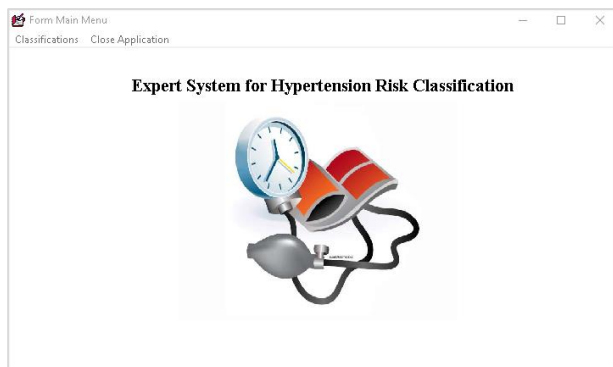 Form Main Menu
Classifications Close Application
Expert System for Hypertension Risk Classification